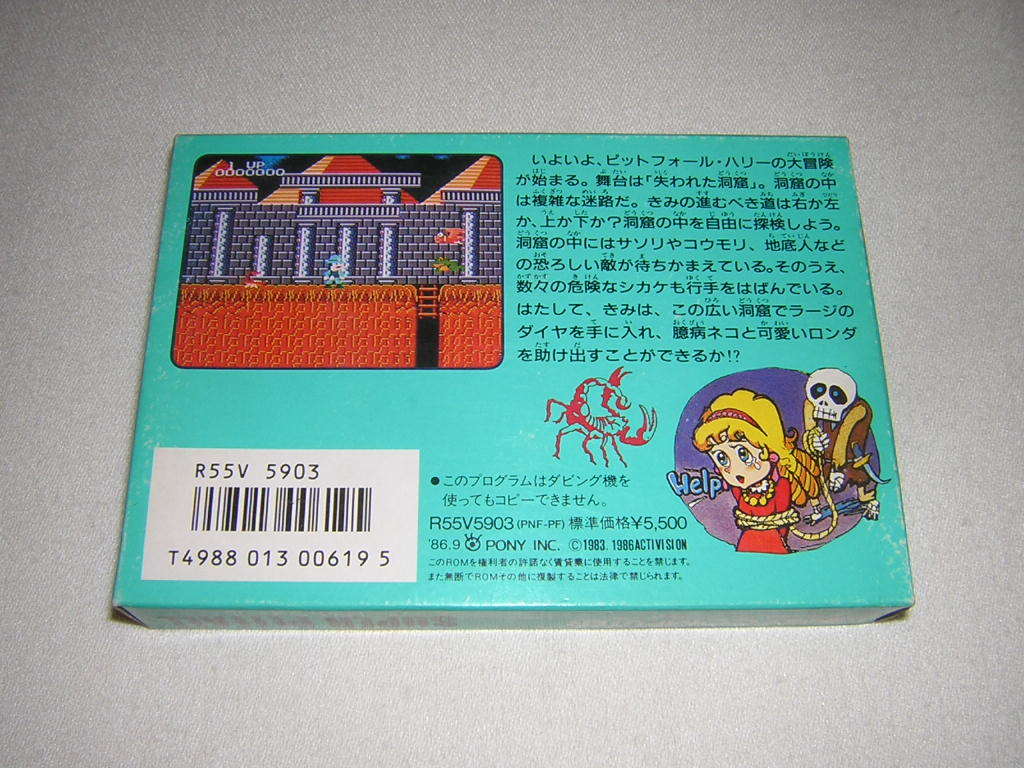 1 UP
0000000
いよいよ、ピットフォール・ハリーの大冒険
が始まる。舞台は「失われた洞窟」。洞窟の中
は複雑な迷路だ。きみの進むべき道は右か左
か、上か下か?洞窟の中を自由に探検しよう。
洞窟の中にはサソリやコウモリ、地底人など
の恐ろしい敵が待ちかまえている。そのうえ、
数々の危険なシカケも行手をはばんでいる。
はたして、きみは、この広い洞窟でラージの
ダイヤを手に入れ、臆病ネコと可愛いロンダ
を助け出すことができるか!?
Help
R55V 5903
T4988 013 00619 5
●このプログラムはダビング機を
使ってもコピーできません。
R55V5903 (PNF-PF) 標準価格¥5,500
'86.9 PONY INC. ©1983. 1986 ACTIVISION
このROMを権利者の許諾なく賃貸業に使用することを禁じます。
また無断でROMその他に複製することは法律で禁じられます。